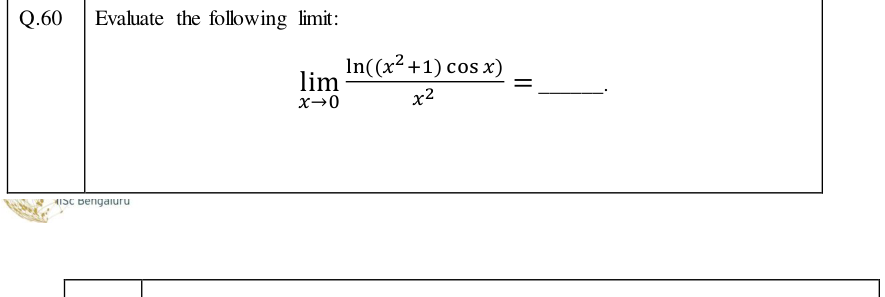 Q.60 Evaluate the following limit:
lim x→0 ln((x²+1) cos x) / x² = ______.
IISc Bengaluru